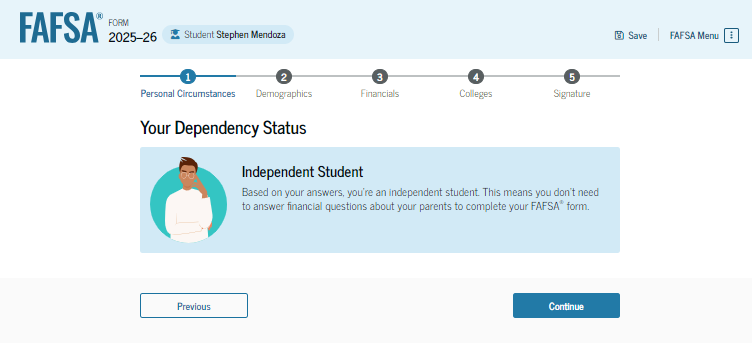 FAFSA® FORM
2025–26
Student Stephen Mendoza
Save
FAFSA Menu
1 2 3 4 5
Personal Circumstances Demographics Financials Colleges Signature
Your Dependency Status
Independent Student
Based on your answers, you're an independent student. This means you don't need
to answer financial questions about your parents to complete your FAFSA® form.
Previous
Continue